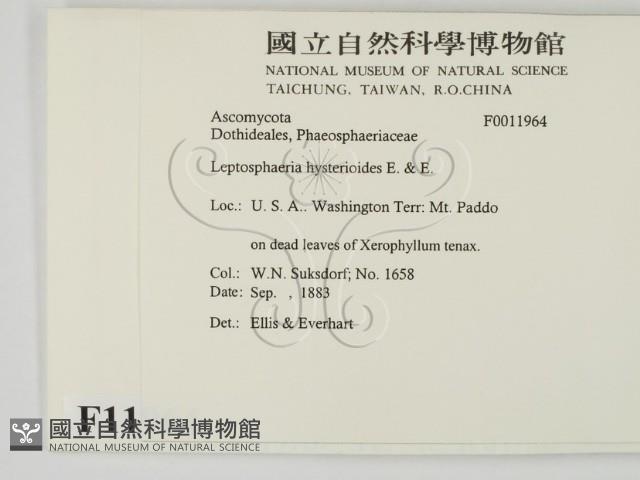 國立自然科學博物館
NATIONAL MUSEUM OF NATURAL SCIENCE
TAICHUNG, TAIWAN, R.O.CHINA
Ascomycota F0011964
Dothideales, Phaeosphaeriaceae
Leptosphaeria hysterioides E. & E.
Loc.: U. S. A.. Washington Terr: Mt. Paddo
on dead leaves of Xerophyllum tenax.
Col.: W.N. Suksdorf; No. 1658
Date: Sep. , 1883
Det.: Ellis & Everhart
F11
國立自然科學博物館
NATIONAL MUSEUM OF NATURAL SCIENCE